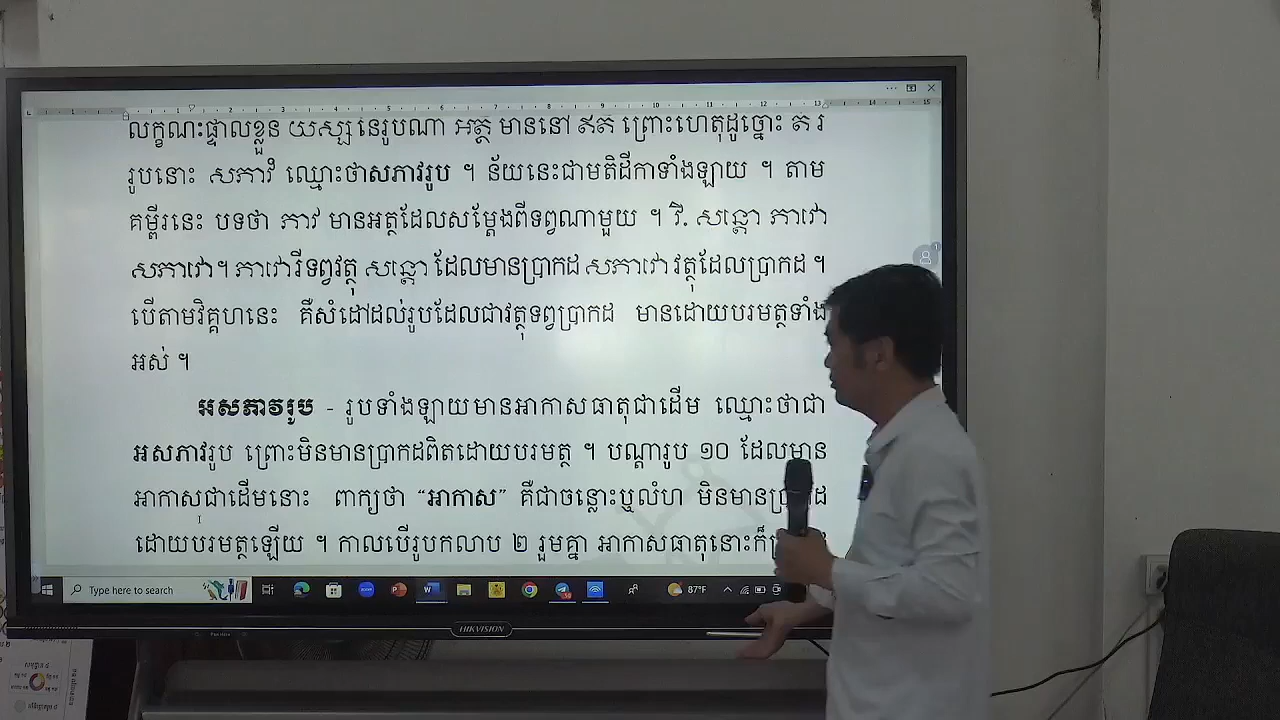 លក្ខណៈផ្ទាល់ខ្លួន យស្ស នៃរូបណា អត្ថ មាននៅ ឥត ព្រោះហេតុដូច្នោះ ត រ
រូបនោះ សភាវំ ឈ្មោះថាសភាវរូប ។ ន័យនេះជាមតិដីកាទាំងឡាយ ។ តាម
គម្ពីរនេះ បទថា ភាវ មានអត្ថដែលសម្ដែងពីទព្វណាមួយ ។ វិ. សន្តោ ភាវោ
សភាវោ។ ភាវោរីទព្វវត្ថុ សន្តោ ដែលមានប្រាកដ សភាវោ វត្ថុដែលប្រាកដ ។
បើតាមវិគ្គហនេះ គឺសំដៅដល់រូបដែលជាវត្ថុទព្វប្រាកដ មានដោយបរមត្ថទាំង
អស់ ។
អសភាវរូប - រូបទាំងឡាយមានអាកាសធាតុជាដើម ឈ្មោះថាជា
អសភាវរូប ព្រោះមិនមានប្រាកដពិតដោយបរមត្ថ ។ បណ្ដារូប ១០ ដែលមាន
អាកាសជាដើមនោះ ពាក្យថា “អាកាស” គឺជាចន្លោះឬលំហ មិនមាន
ដោយបរមត្ថឡើយ ។ កាលបើរូបកលាប ២ រួមគ្នា អាកាសធាតុនោះក៏
Type here to search
87°F
HIKVISION